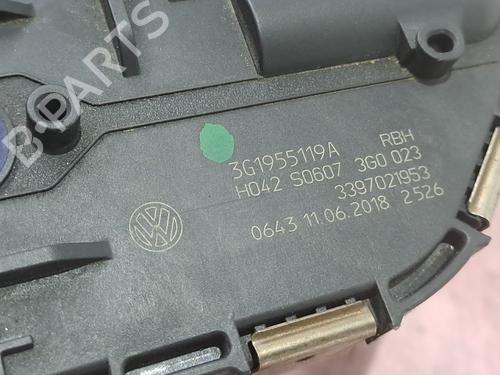 3G1955119A RBH
H042 S0607 3G0 023
3397021953
0643 11.06.2018 2526
B-PARTS